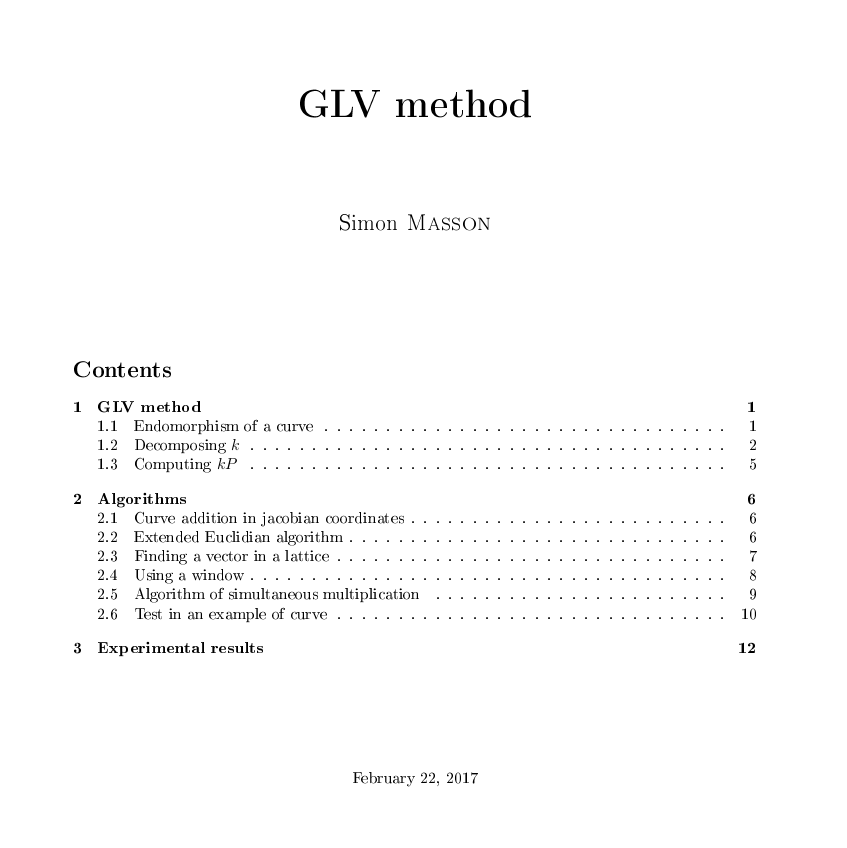 GLV method
Simon MASSON
Contents
1 GLV method 1
1.1 Endomorphism of a curve . . . . . . . . . . . . . . . . . . . . . . . . . . . . . . . . . 1
1.2 Decomposing k . . . . . . . . . . . . . . . . . . . . . . . . . . . . . . . . . . . . . . . 2
1.3 Computing kP . . . . . . . . . . . . . . . . . . . . . . . . . . . . . . . . . . . . . . . 5
2 Algorithms 6
2.1 Curve addition in jacobian coordinates . . . . . . . . . . . . . . . . . . . . . . . . . . 6
2.2 Extended Euclidian algorithm . . . . . . . . . . . . . . . . . . . . . . . . . . . . . . . 6
2.3 Finding a vector in a lattice . . . . . . . . . . . . . . . . . . . . . . . . . . . . . . . . 7
2.4 Using a window . . . . . . . . . . . . . . . . . . . . . . . . . . . . . . . . . . . . . . . 8
2.5 Algorithm of simultaneous multiplication . . . . . . . . . . . . . . . . . . . . . . . . 9
2.6 Test in an example of curve . . . . . . . . . . . . . . . . . . . . . . . . . . . . . . . . 10
3 Experimental results 12
February 22, 2017